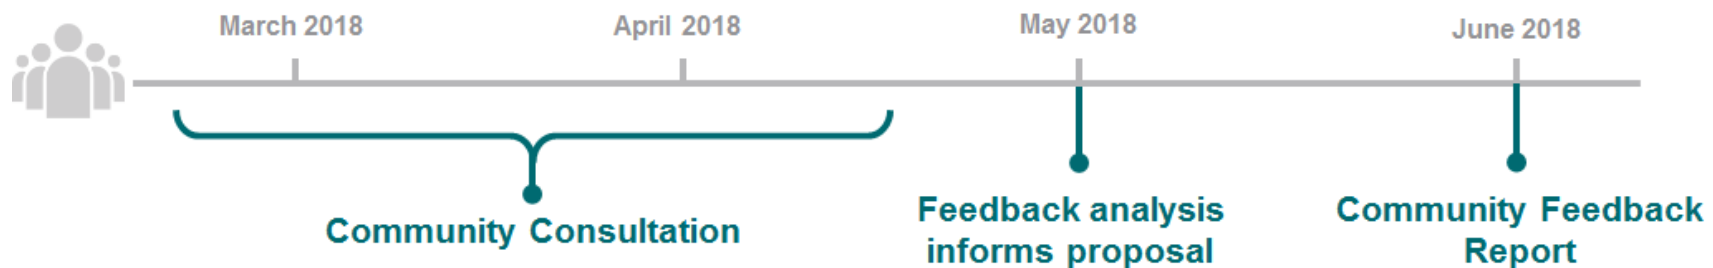 March 2018
April 2018
May 2018
June 2018
Community Consultation
Feedback analysis
informs proposal
Community Feedback
Report